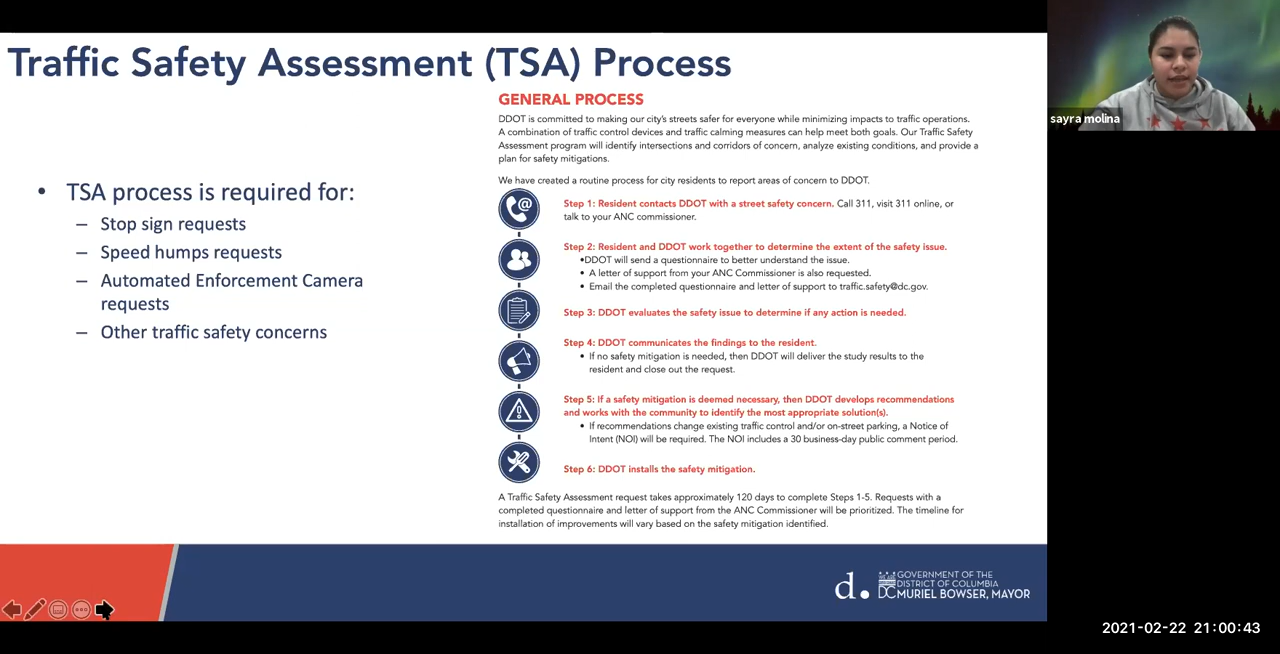 Traffic Safety Assessment (TSA) Process
• TSA process is required for:
– Stop sign requests
– Speed humps requests
– Automated Enforcement Camera
requests
– Other traffic safety concerns
GENERAL PROCESS
DDOT is committed to making our city's streets safer for everyone while minimizing impacts to traffic operations.
A combination of traffic control devices and traffic calming measures can help meet both goals. Our Traffic Safety
Assessment program will identify intersections and corridors of concern, analyze existing conditions, and provide a
plan for safety mitigations.
We have created a routine process for city residents to report areas of concern to DDOT.
Step 1: Resident contacts DDOT with a street safety concern. Call 311, visit 311 online, or
talk to your ANC commissioner.
Step 2: Resident and DDOT work together to determine the extent of the safety issue.
•DDOT will send a questionnaire to better understand the issue.
• A letter of support from your ANC Commissioner is also requested.
• Email the completed questionnaire and letter of support to traffic.safety@dc.gov.
Step 3: DDOT evaluates the safety issue to determine if any action is needed.
Step 4: DDOT communicates the findings to the resident.
• If no safety mitigation is needed, then DDOT will deliver the study results to the
resident and close out the request.
Step 5: If a safety mitigation is deemed necessary, then DDOT develops recommendations
and works with the community to identify the most appropriate solution(s).
• If recommendations change existing traffic control and/or on-street parking, a Notice of
Intent (NOI) will be required. The NOI includes a 30 business-day public comment period.
Step 6: DDOT installs the safety mitigation.
A Traffic Safety Assessment request takes approximately 120 days to complete Steps 1-5. Requests with a
completed questionnaire and letter of support from the ANC Commissioner will be prioritized. The timeline for
installation of improvements will vary based on the safety mitigation identified.
d.
GOVERNMENT OF THE
DISTRICT OF COLUMBIA
DC MURIEL BOWSER, MAYOR
sayra molina
2021-02-22 21:00:43